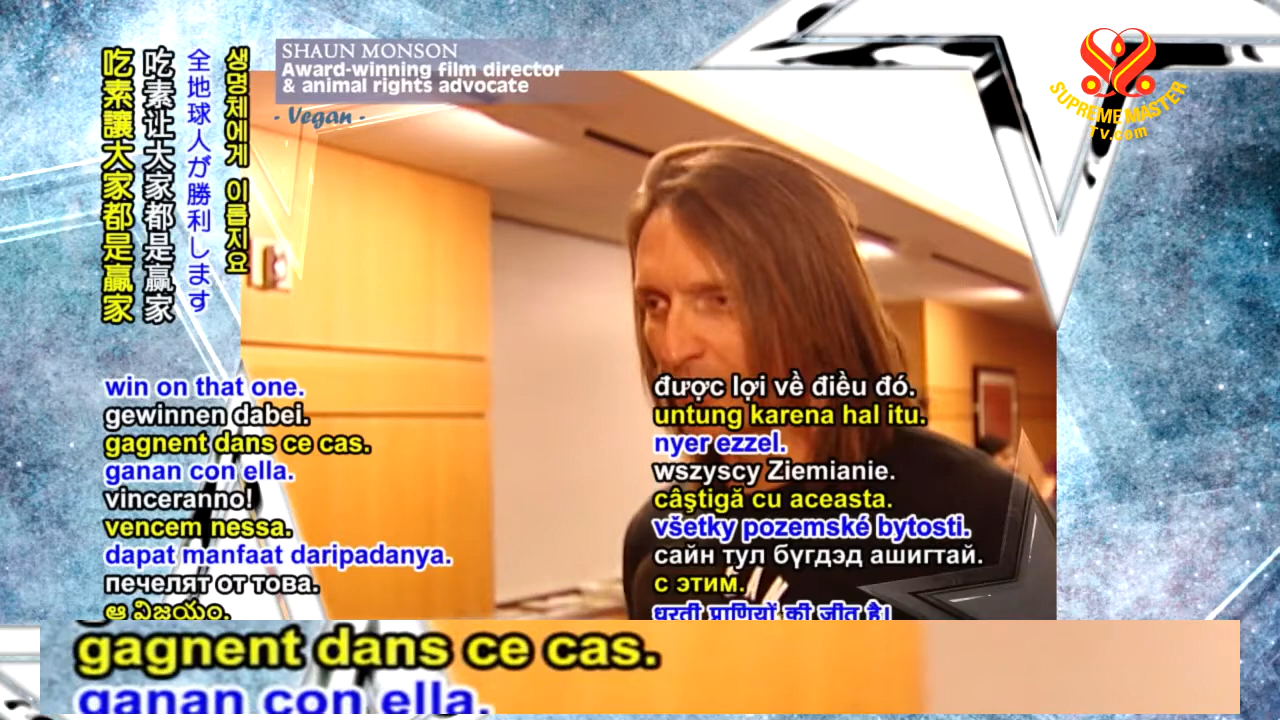 SHAUN MONSON
Award-winning film director
& animal rights advocate
- Vegan -
SUPREME MASTER
TV.com
생명체에게 이롭지요
全地球人が勝利します
吃素让大家都是赢家
吃素讓大家都是贏家
win on that one.
gewinnen dabei.
gagnent dans ce cas.
ganan con ella.
vinceranno!
vencem nessa.
dapat manfaat daripadanya.
печелят от това.
ఆ విజయం.
được lợi về điều đó.
untung karena hal itu.
nyer ezzel.
wszyscy Ziemianie.
câştigă cu aceasta.
všetky pozemské bytosti.
сайн тул бүгдэд ашигтай.
с этим.
धरती प्राणियों की जीत है।
gagnent dans ce cas.
ganan con ella.